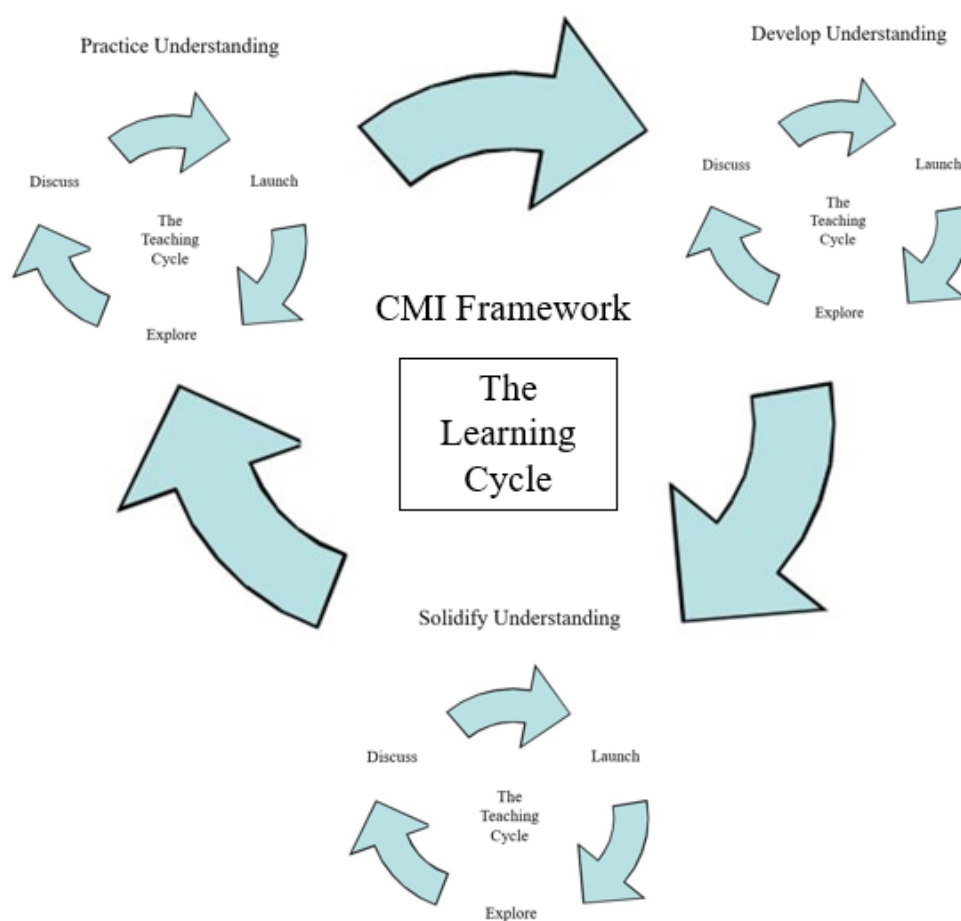 Practice Understanding
Develop Understanding
Discuss
Launch
The
Teaching
Cycle
Explore
Discuss
Launch
The
Teaching
Cycle
Explore
CMI Framework
The
Learning
Cycle
Solidify Understanding
Discuss
Launch
The
Teaching
Cycle
Explore